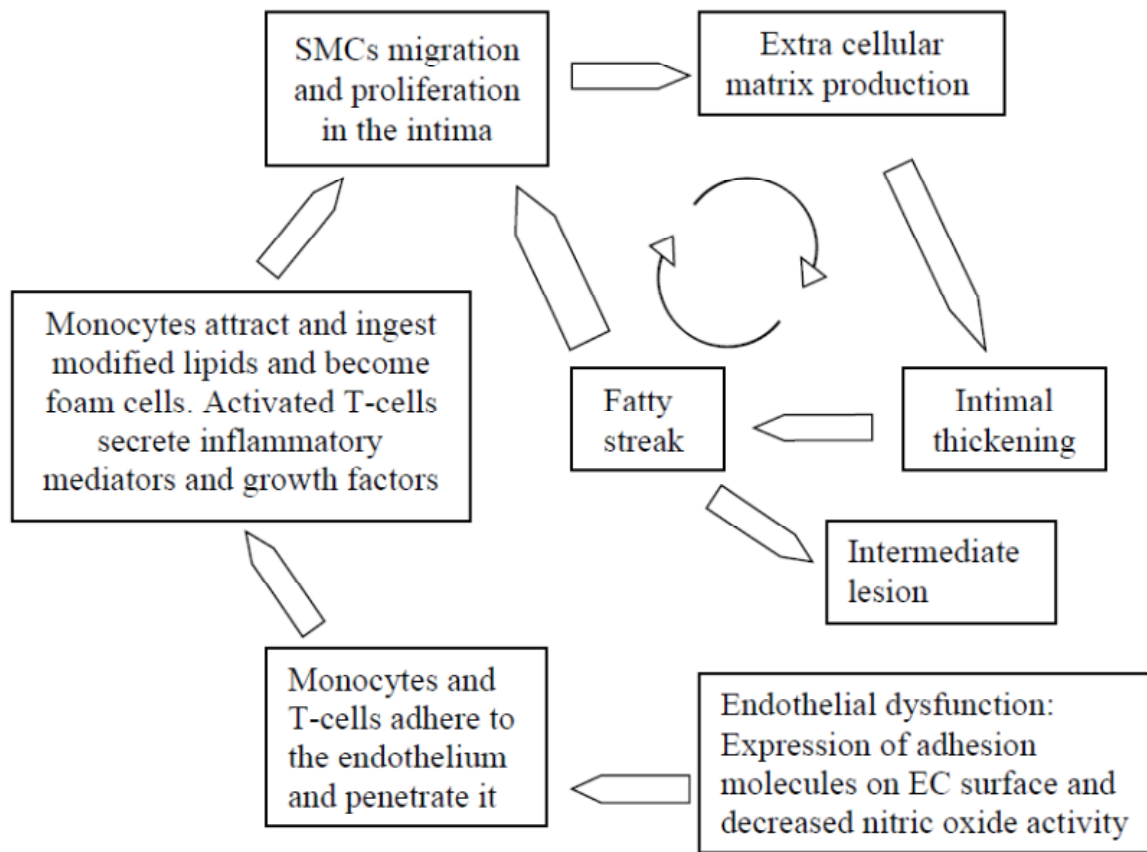 SMCs migration
and proliferation
in the intima
Extra cellular
matrix production
Monocytes attract and ingest
modified lipids and become
foam cells. Activated T-cells
secrete inflammatory
mediators and growth factors
Fatty
streak
Intimal
thickening
Intermediate
lesion
Monocytes and
T-cells adhere to
the endothelium
and penetrate it
Endothelial dysfunction:
Expression of adhesion
molecules on EC surface and
decreased nitric oxide activity